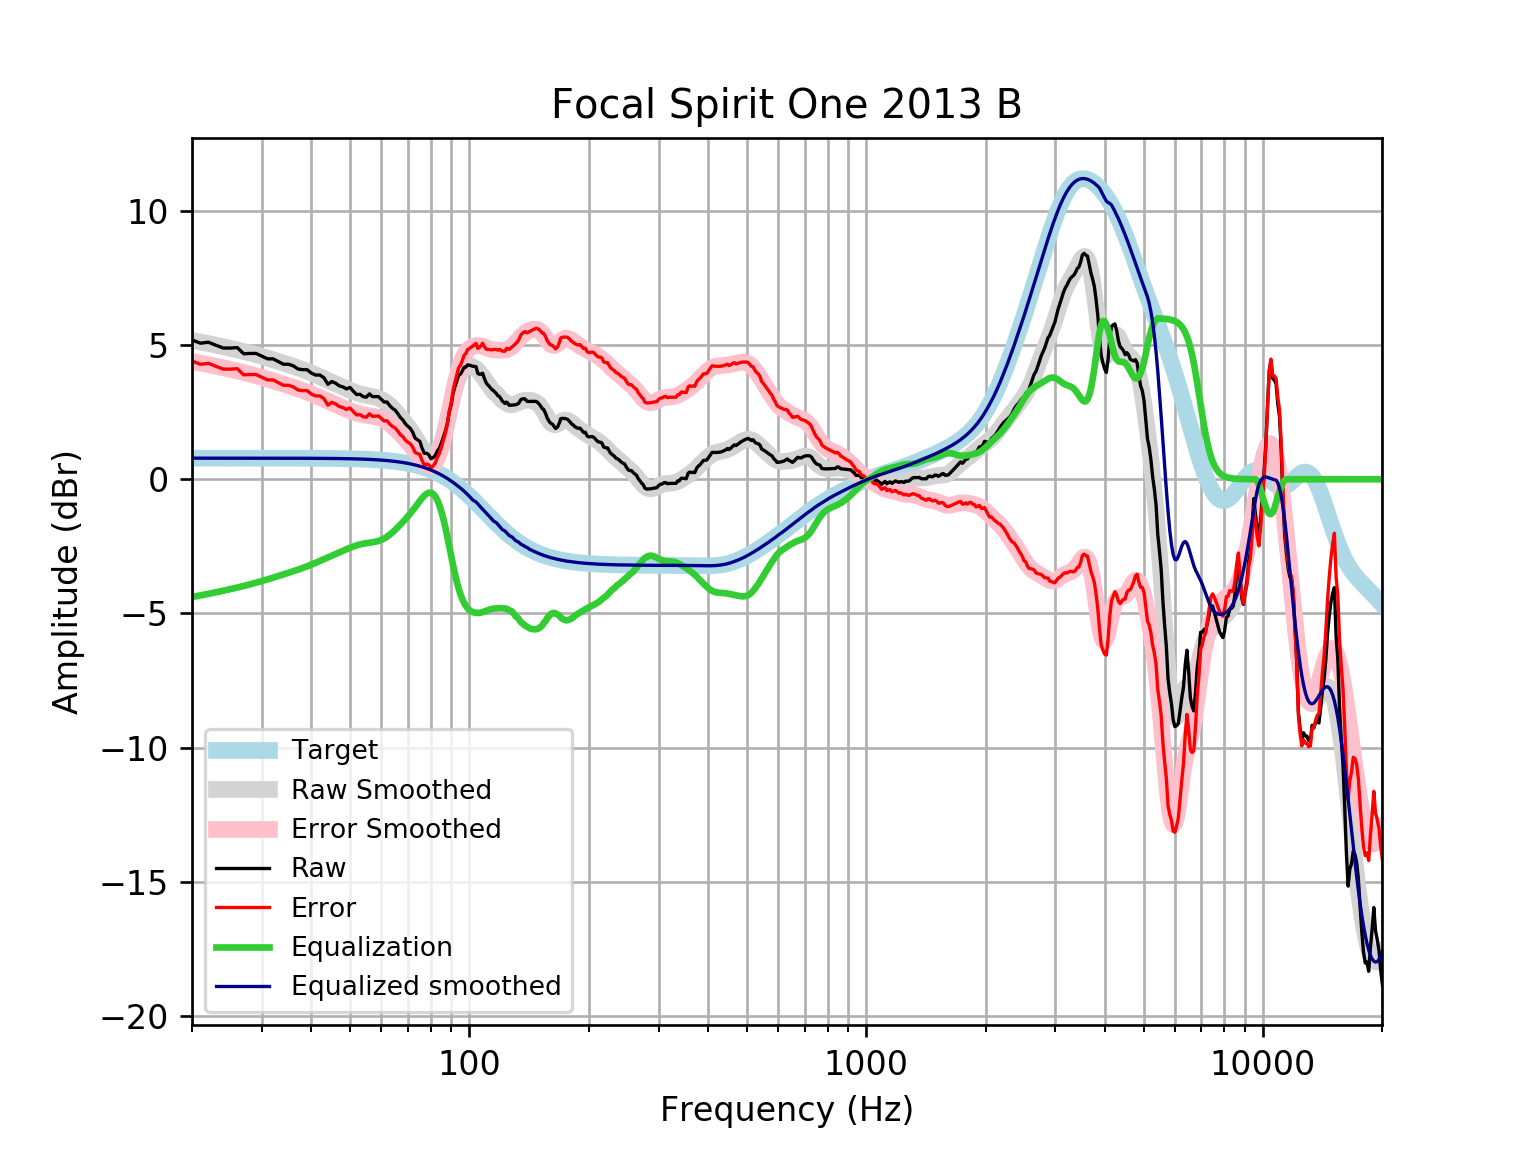 Focal Spirit One 2013 B
Amplitude (dBr)
10
5
0
−5
−10
−15
−20
Target
Raw Smoothed
Error Smoothed
Raw
Error
Equalization
Equalized smoothed
100
1000
10000
Frequency (Hz)